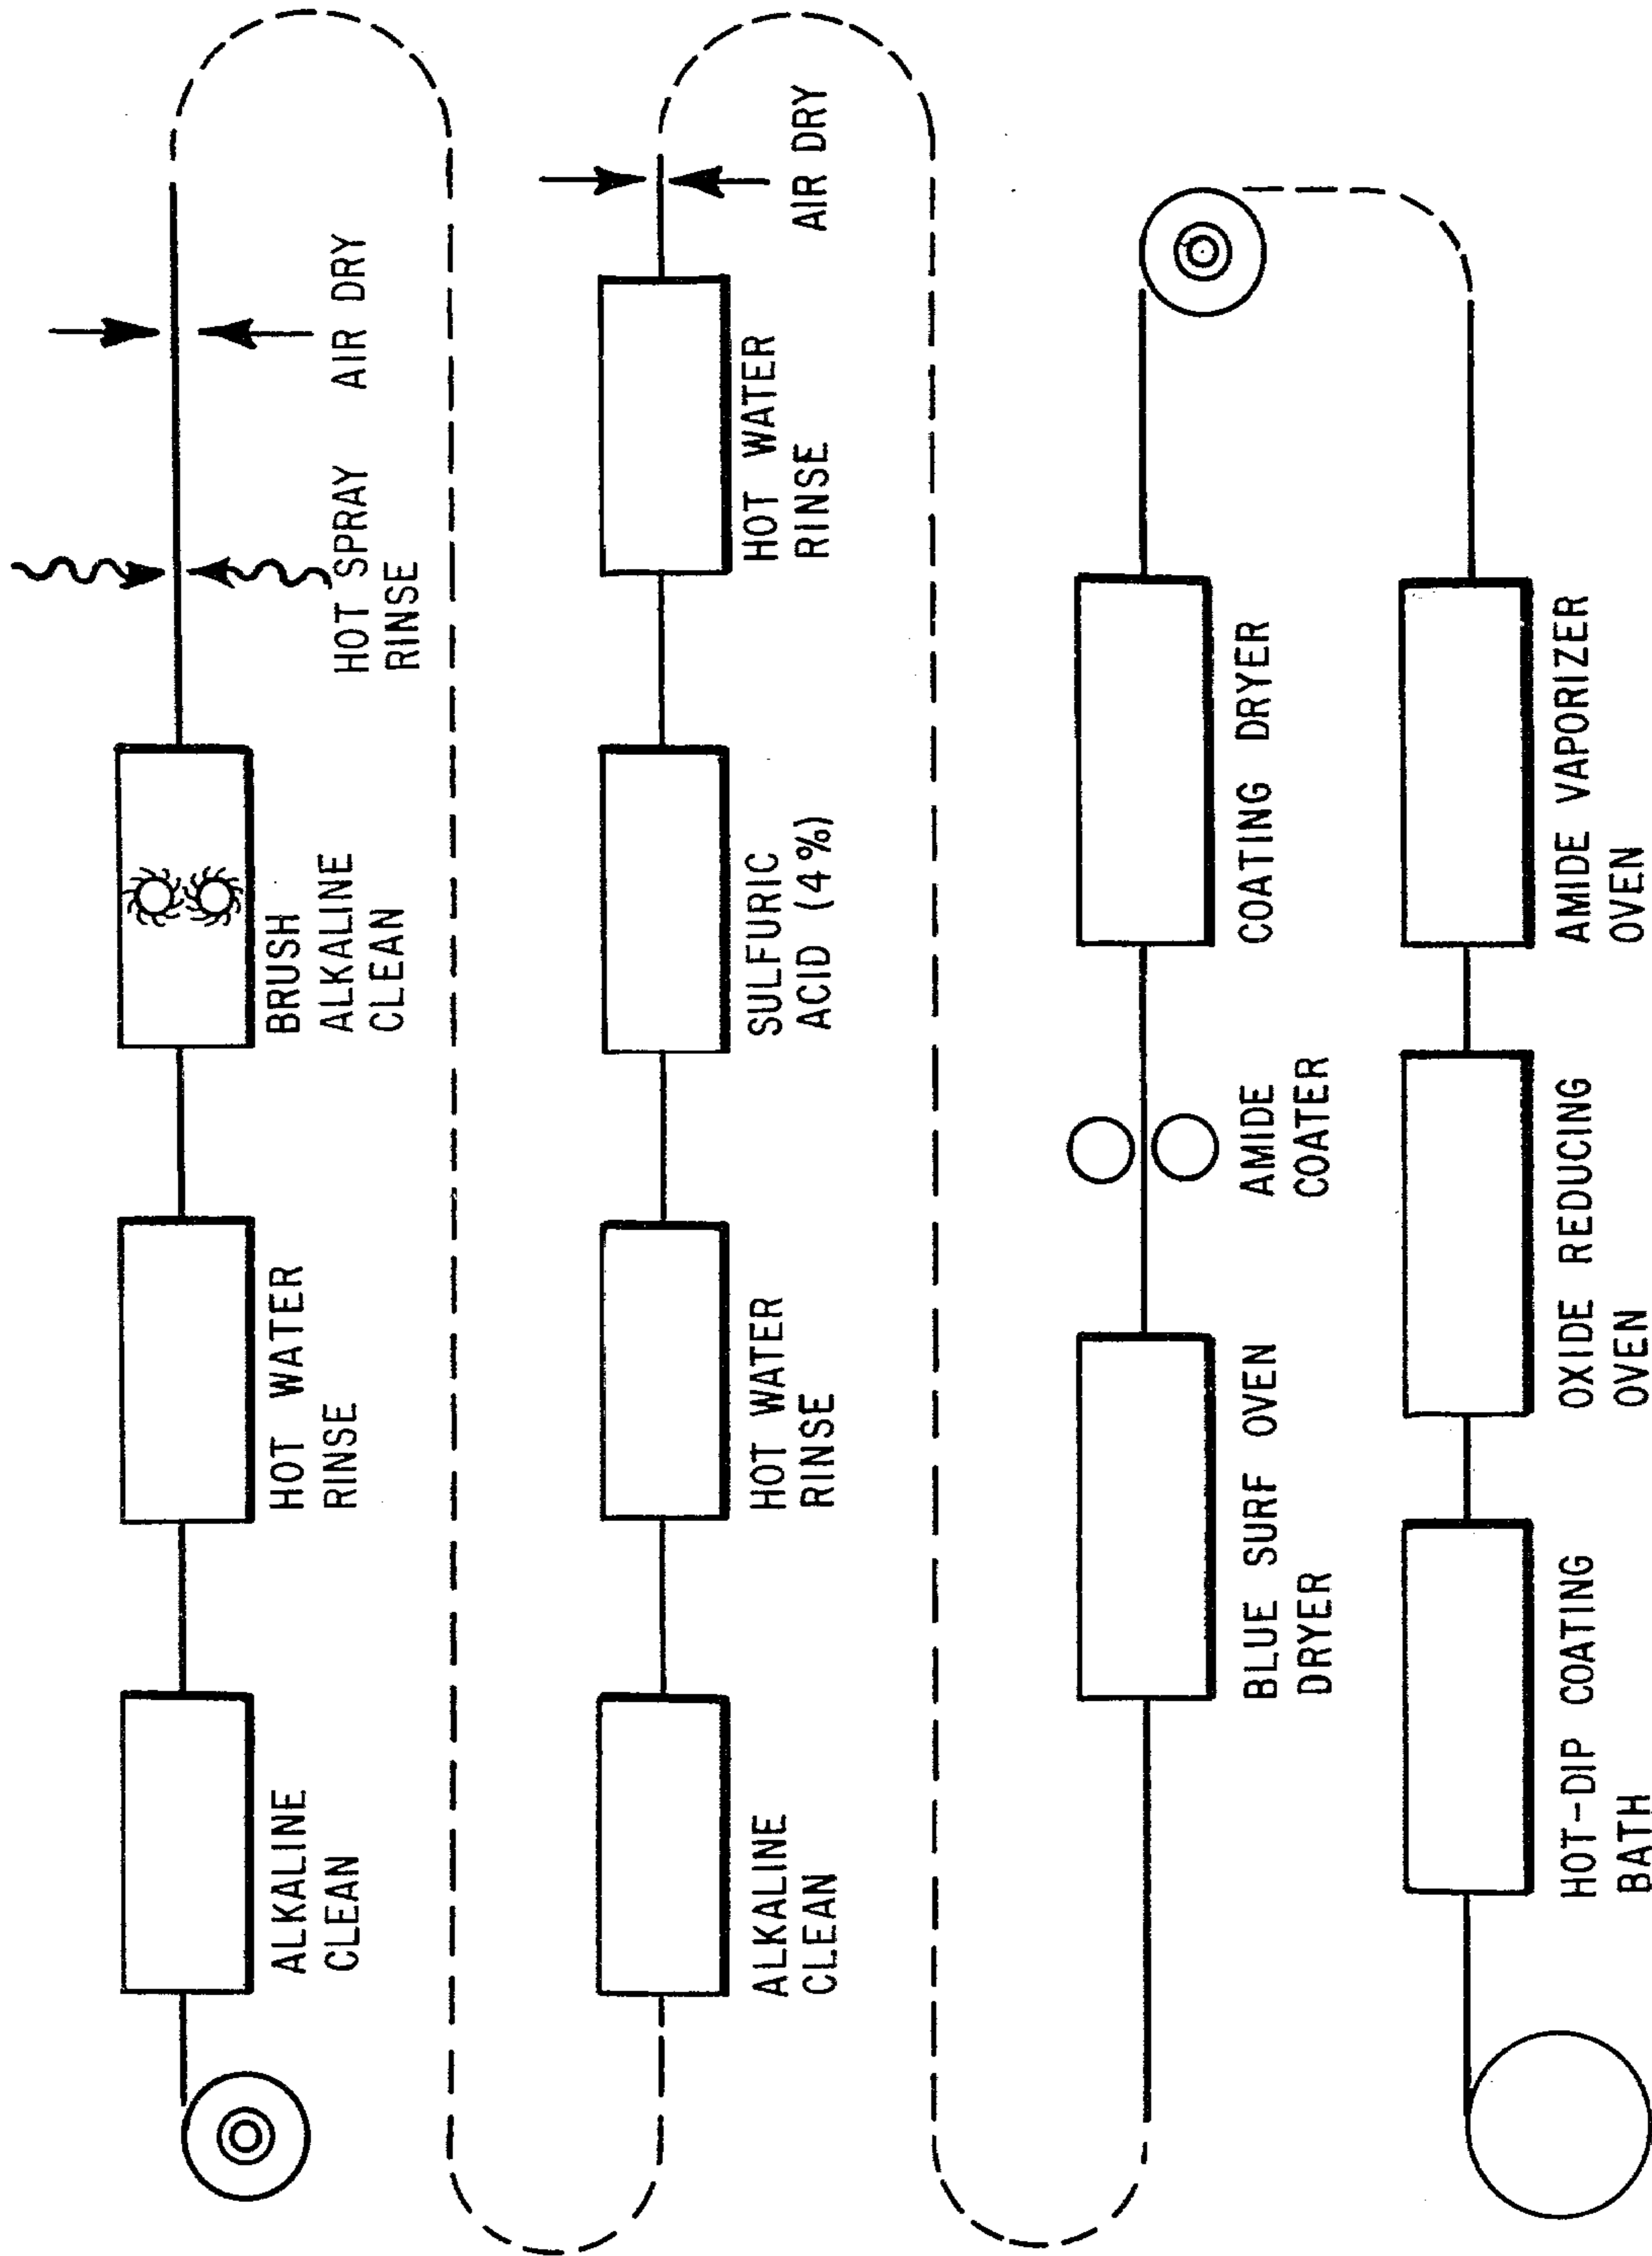 ALKALINE
CLEAN
HOT WATER
RINSE
BRUSH
ALKALINE
CLEAN
HOT SPRAY
RINSE
AIR DRY
ALKALINE
CLEAN
HOT WATER
RINSE
SULFURIC
ACID (4%)
HOT WATER
RINSE
AIR DRY
BLUE SURF OVEN
DRYER
AMIDE
COATER
COATING DRYER
HOT-DIP COATING
BATH
OXIDE REDUCING
OVEN
AMIDE VAPORIZER
OVEN